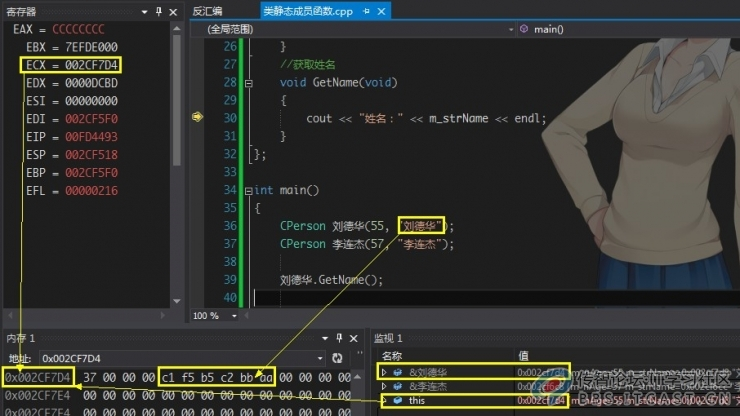 寄存器
EAX = CCCCCCCC
EBX = 7EFDE000
ECX = 002CF7D4
EDX = 0000DCBD
ESI = 00000000
EDI = 002CF5F0
EIP = 00FD4493
ESP = 002CF518
EBP = 002CF5F0
EFL = 00000216
反汇编
类静态成员函数.cpp
(全局范围)
main()
26 }
27 //获取姓名
28 void GetName(void)
29 {
30 cout << "姓名：" << m_strName << endl;
31 }
32 };
33
34 int main()
35 {
36 CPerson 刘德华(55, "刘德华");
37 CPerson 李连杰(57, "李连杰");
38
39 刘德华.GetName();
40
100 %
内存 1
地址: 0x002CF7D4
0x002CF7D4 37 00 00 00 c1 f5 b5 c2 bb aa 00 00 00 00
0x002CF7E4 00 00 00 00 00 00 00 00 00 00 00 00 00 00
监视 1
名称 值
&刘德华 0x002cf7d4
&李连杰
this 0x002cf7d4
BBS.ITCAST.CN